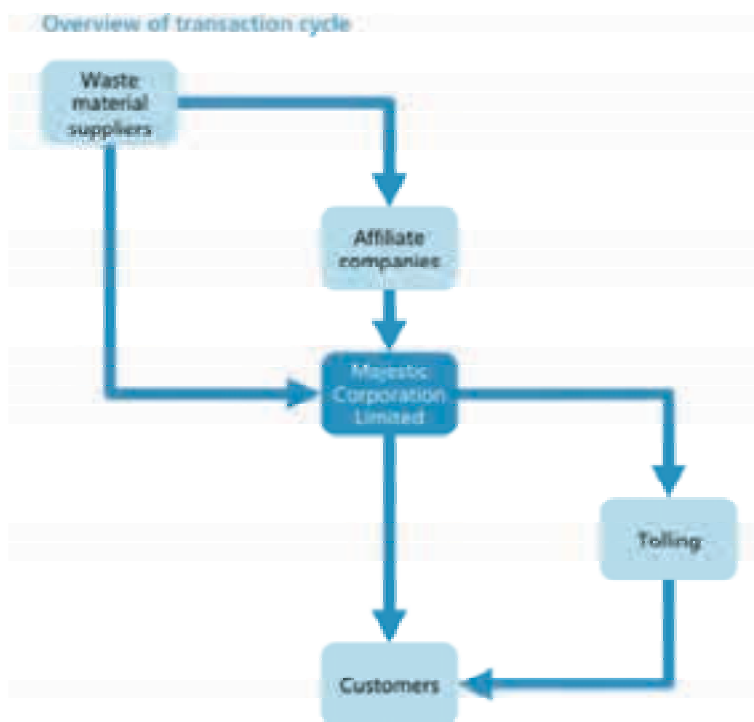 Overview of transaction cycle
Waste
material
suppliers
Affiliate
companies
Majestic
Corporation
Limited
Tolling
Customers